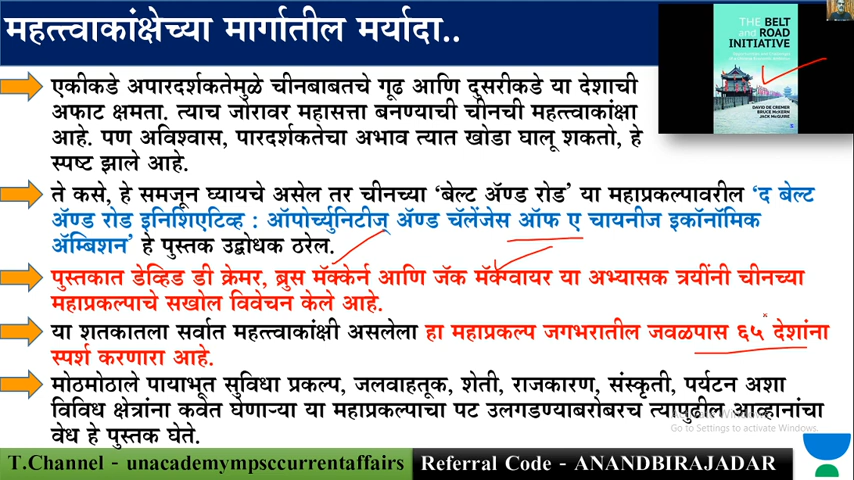 महत्त्वाकांक्षेच्या मार्गातील मर्यादा..
THE BELT
and ROAD
INITIATIVE
DAVID DE CREMER
BRUCE McKERN
JACK McGUIRE
एकीकडे अपारदर्शकतेमुळे चीनबाबतचे गूढ आणि दुसरीकडे या देशाची
अफाट क्षमता. त्याच जोरावर महासत्ता बनण्याची चीनची महत्त्वाकांक्षा
आहे. पण अविश्वास, पारदर्शकतेचा अभाव त्यात खोडा घालू शकतो, हे
स्पष्ट झाले आहे.
ते कसे, हे समजून घ्यायचे असेल तर चीनच्या ‘बेल्ट अ‍ॅण्ड रोड’ या महाप्रकल्पावरील ‘द बेल्ट
अ‍ॅण्ड रोड इनिशिएटिव्ह : ऑपोर्च्युनिटीज् अ‍ॅण्ड चॅलेंजेस ऑफ ए चायनीज इकॉनॉमिक
अ‍ॅम्बिशन’ हे पुस्तक उद्बोधक ठरेल.
पुस्तकात डेव्हिड डी क्रेमर, ब्रुस मॅक्केर्न आणि जॅक मॅक्ग्वायर या अभ्यासक त्रयींनी चीनच्या
महाप्रकल्पाचे सखोल विवेचन केले आहे.
या शतकातला सर्वात महत्त्वाकांक्षी असलेला हा महाप्रकल्प जगभरातील जवळपास ६५ देशांना
स्पर्श करणारा आहे.
मोठमोठाले पायाभूत सुविधा प्रकल्प, जलवाहतूक, शेती, राजकारण, संस्कृती, पर्यटन अशा
विविध क्षेत्रांना कवेत घेणाऱ्या या महाप्रकल्पाचा पट उलगडण्याबरोबरच त्यापुढील आव्हानांचा
वेध हे पुस्तक घेते.
Go to Settings to activate Windows.
T.Channel - unacademympsccurrentaffairs
Referral Code - ANANDBIRAJADAR